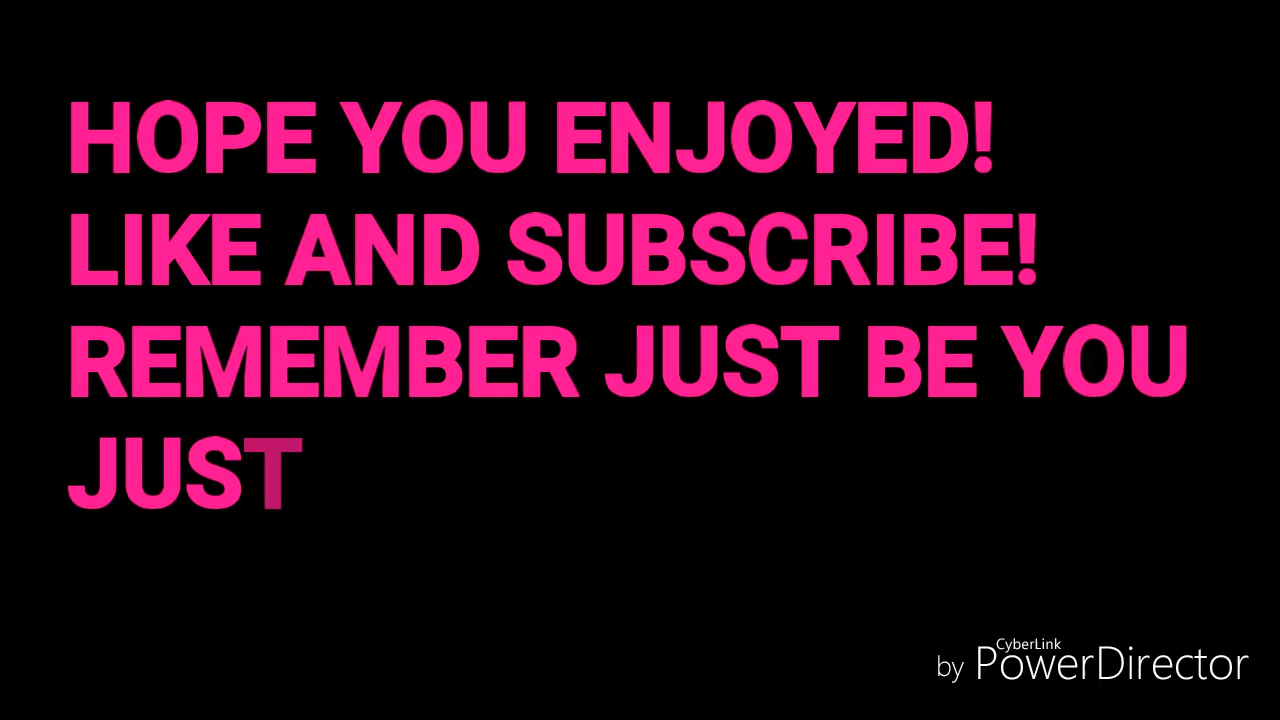 HOPE YOU ENJOYED!
LIKE AND SUBSCRIBE!
REMEMBER JUST BE YOU
JUST
CyberLink
by PowerDirector